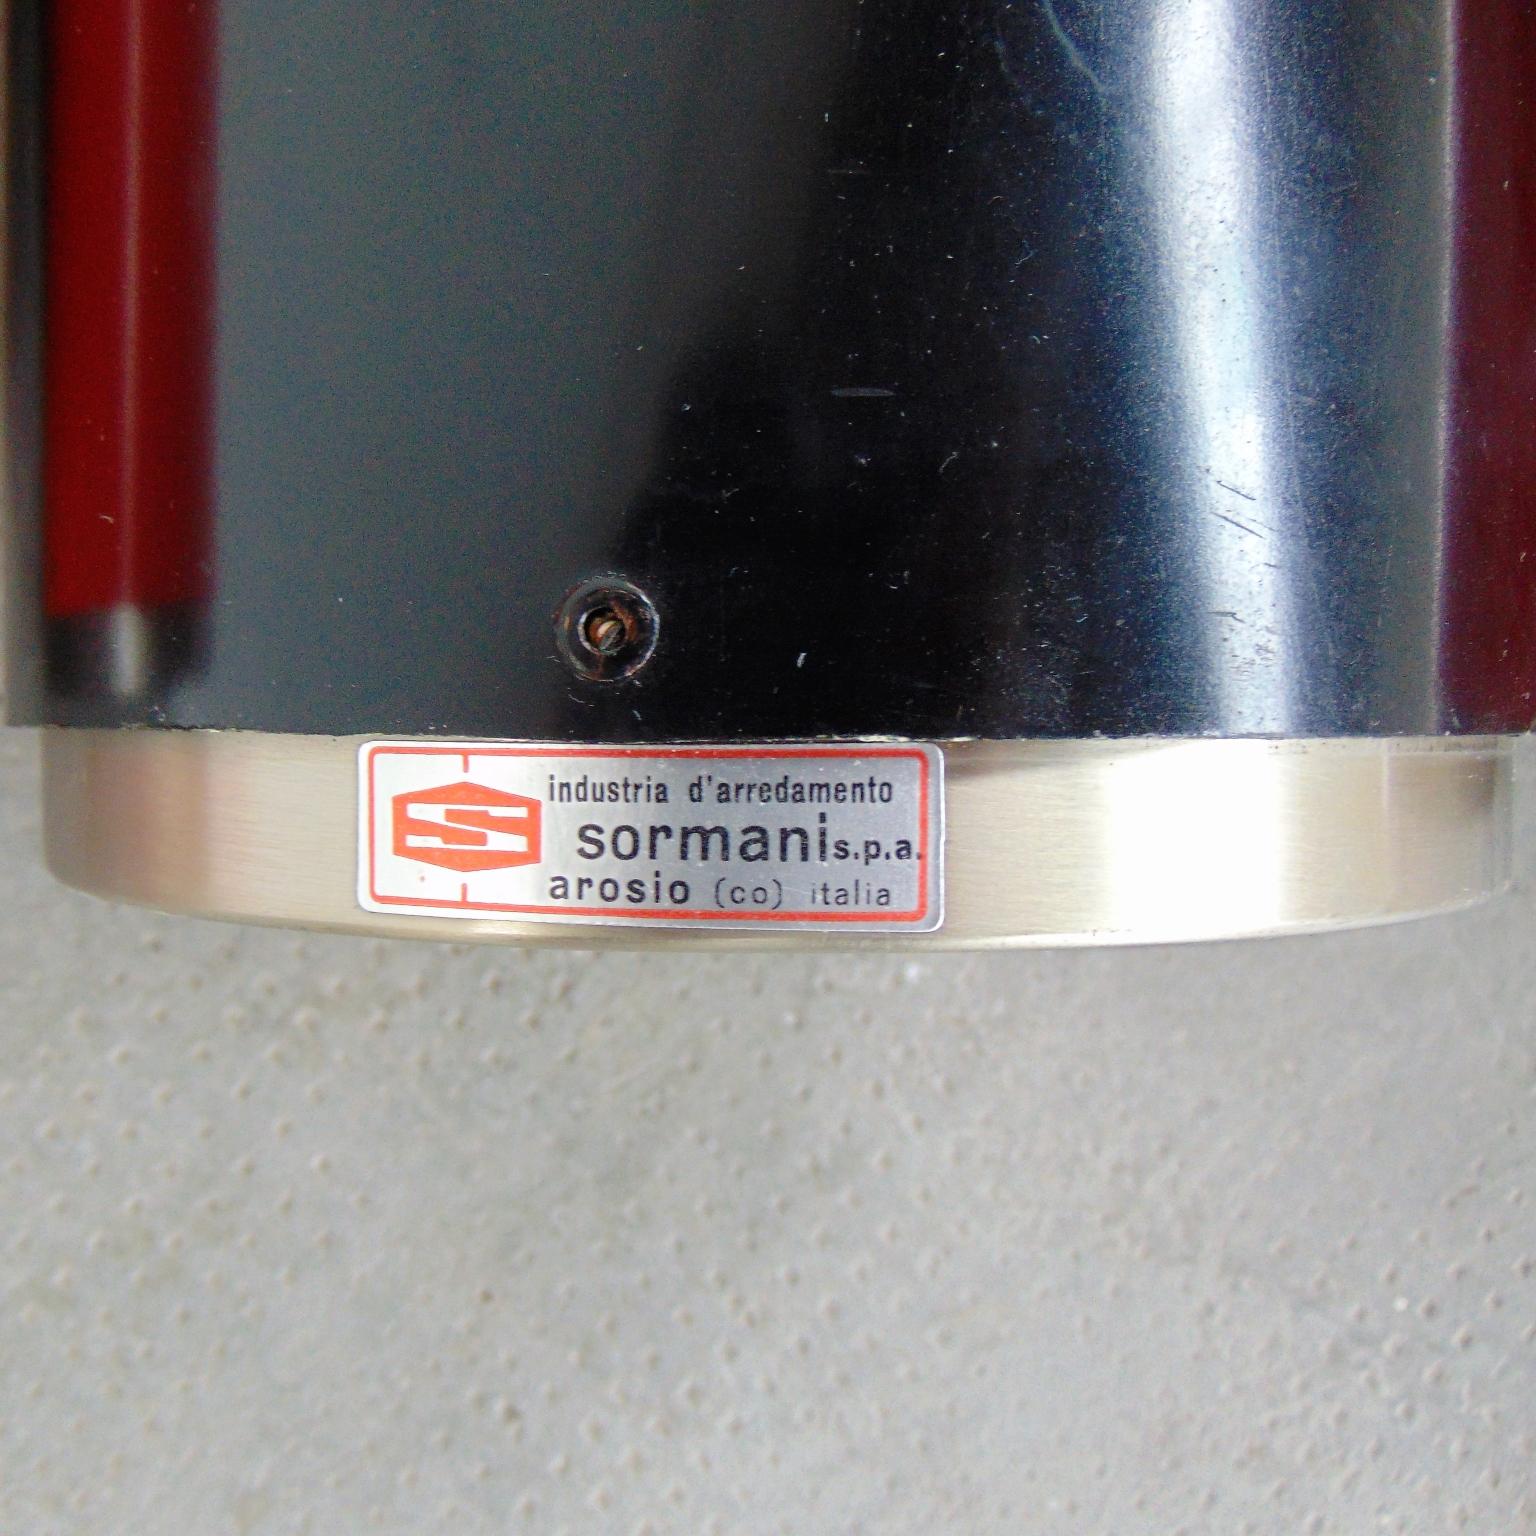 industria d'arredamento
sormani s.p.a.
arosio (co) italia